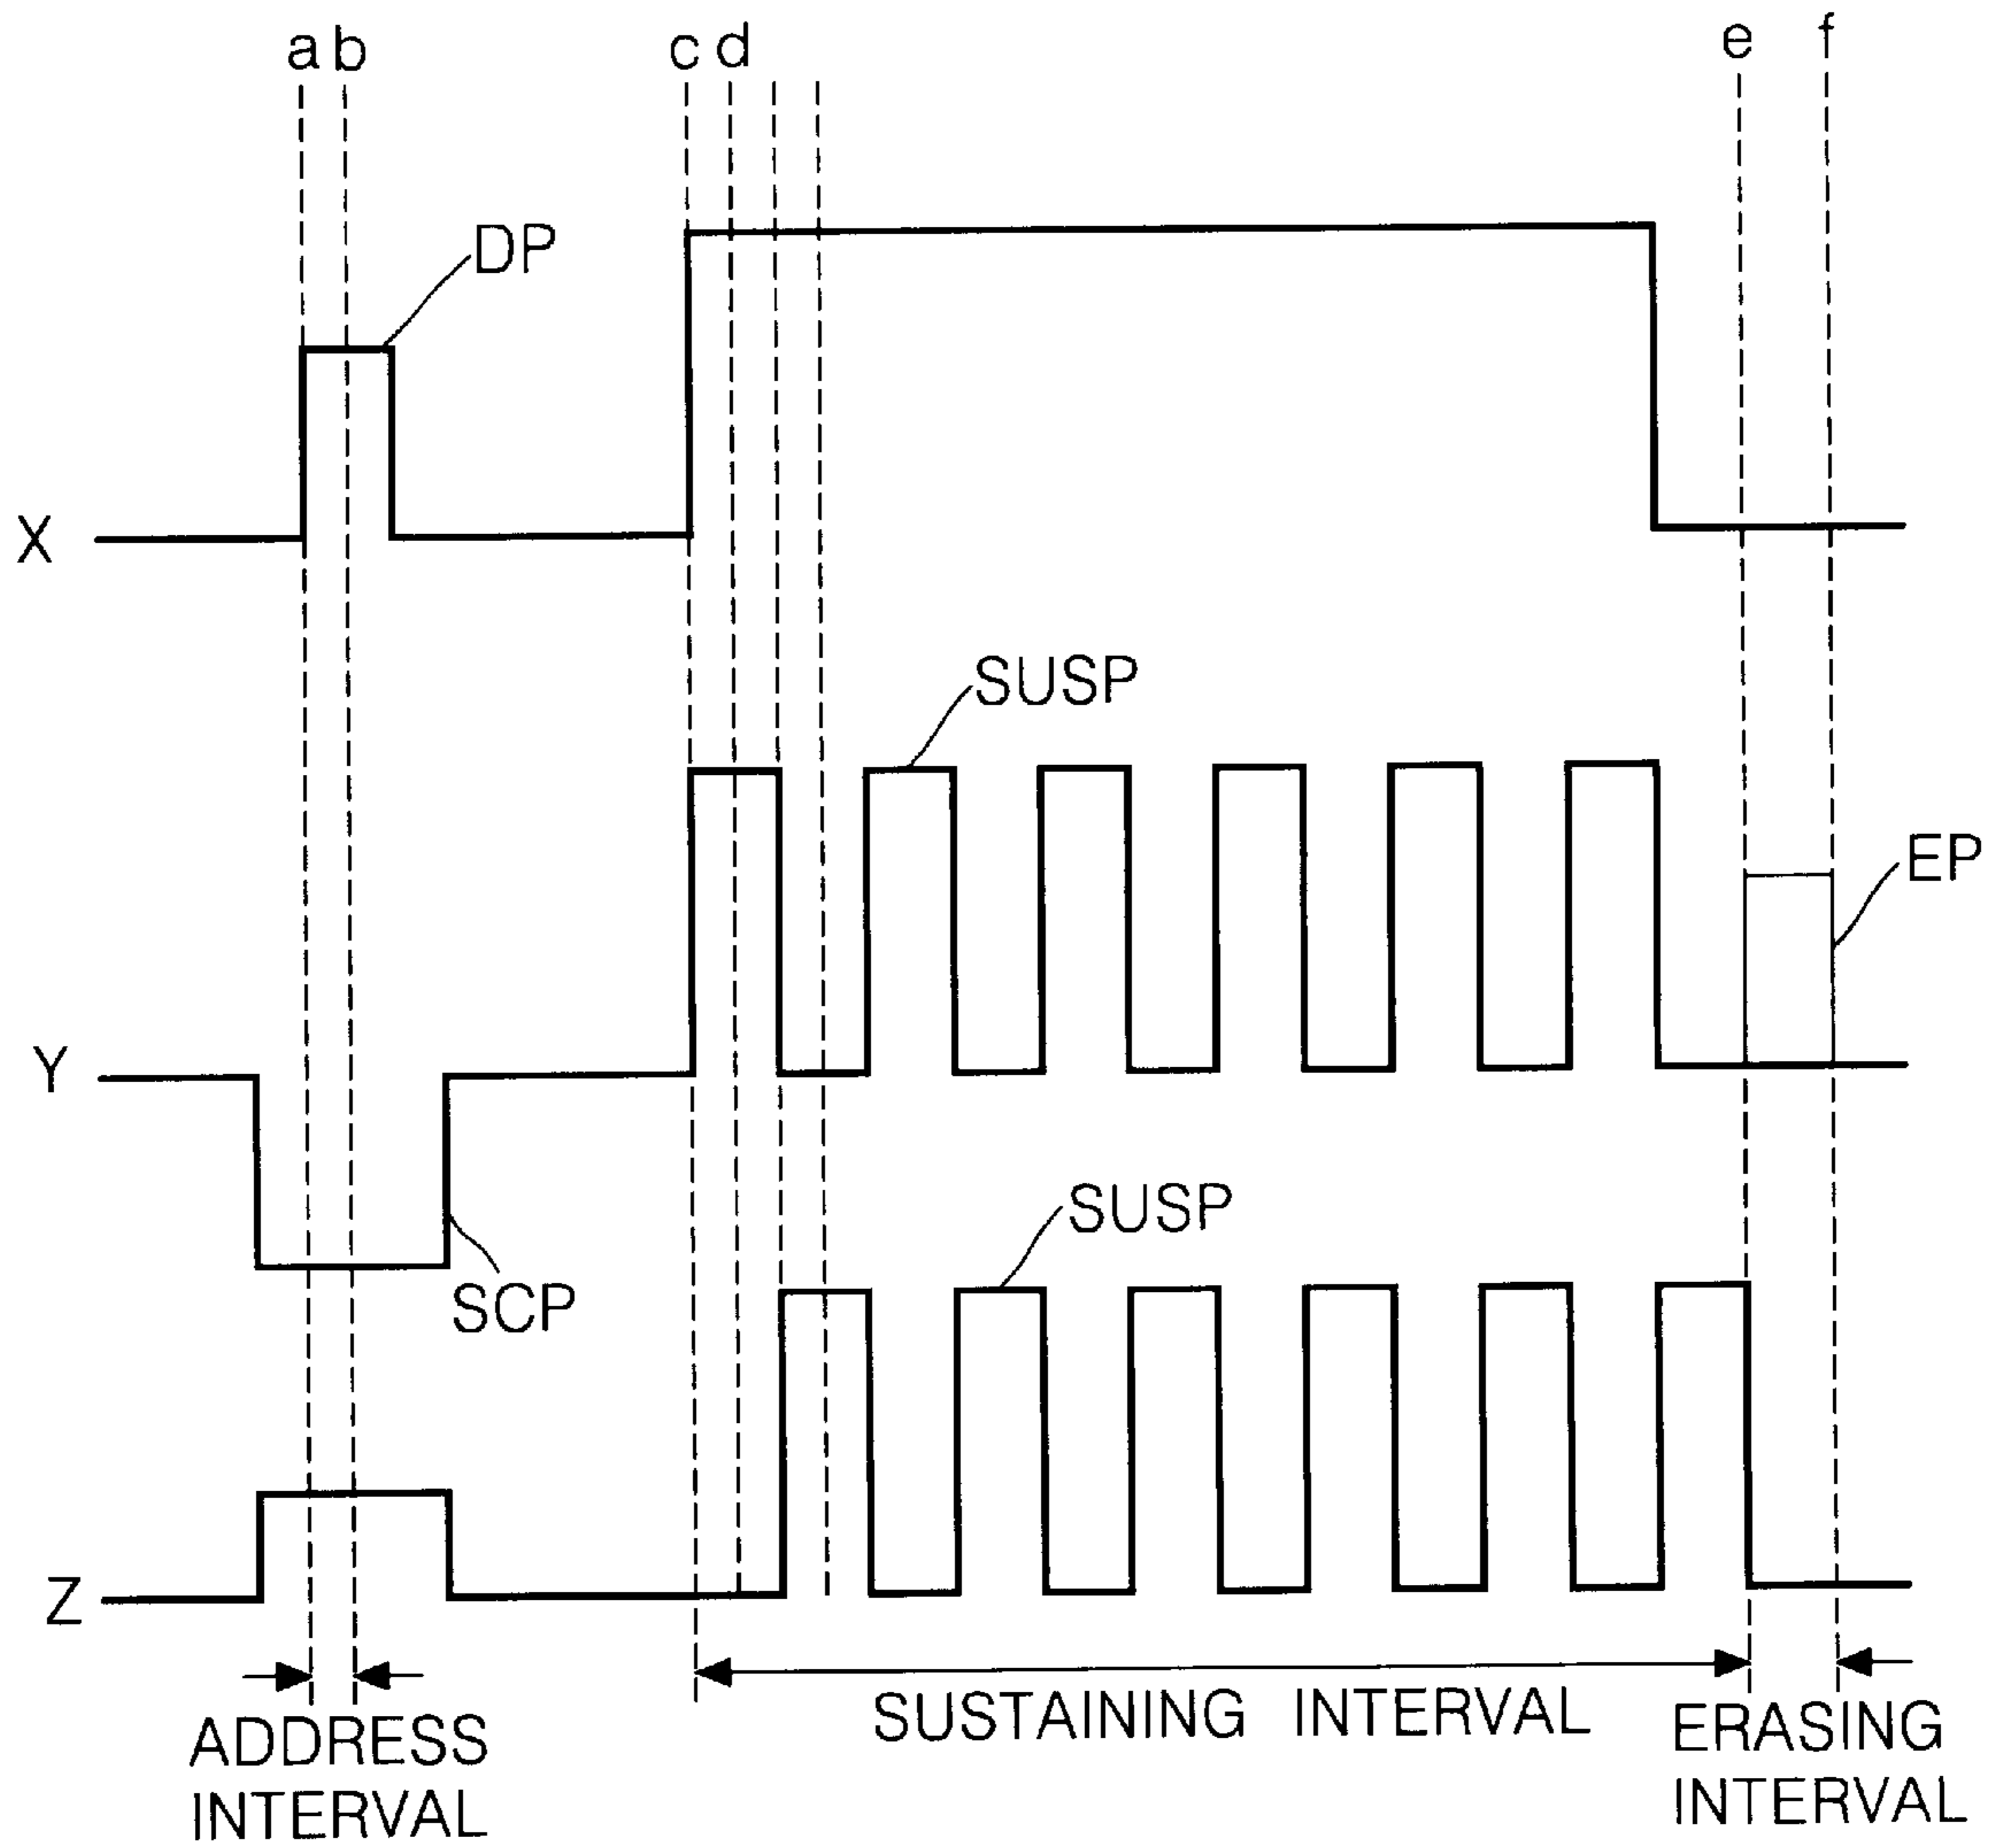 a b c d e f
DP
X
SUSP
EP
Y
SUSP
SCP
Z
SUSTAINING INTERVAL
ADDRESS
INTERVAL
ERASING
INTERVAL